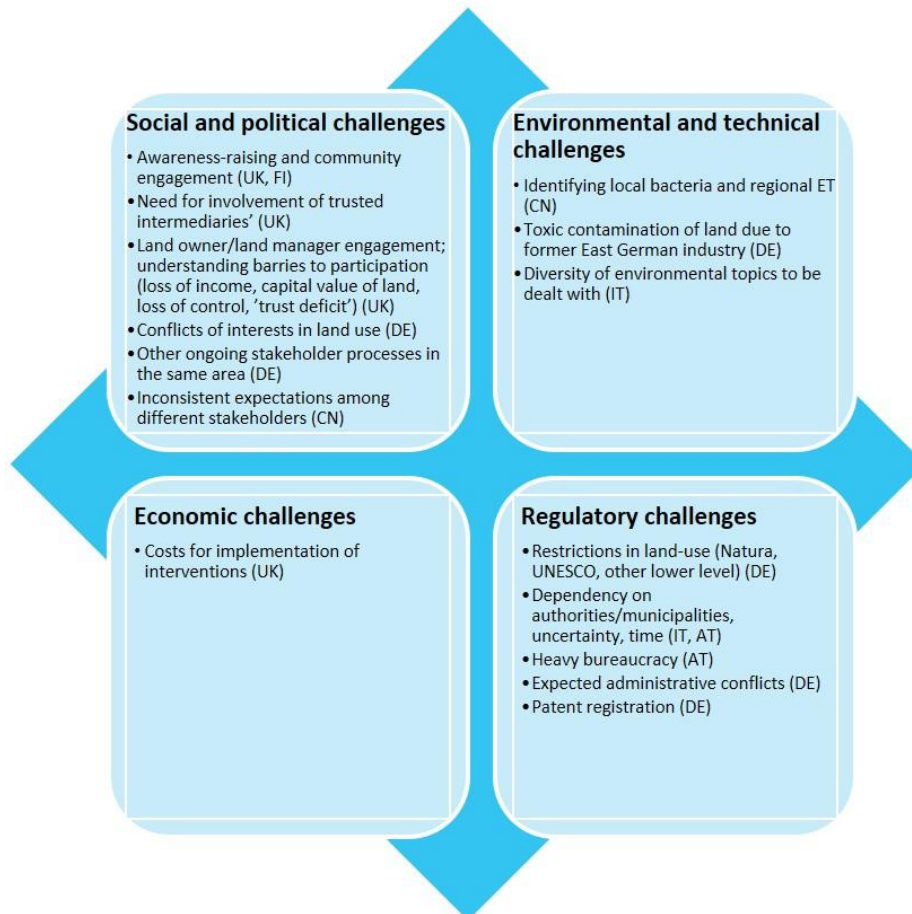 Social and political challenges
• Awareness-raising and community
engagement (UK, FI)
•Need for involvement of trusted
intermediaries’ (UK)
•Land owner/land manager engagement;
understanding barries to participation
(loss of income, capital value of land,
loss of control, ’trust deficit’) (UK)
•Conflicts of interests in land use (DE)
•Other ongoing stakeholder processes in
the same area (DE)
•Inconsistent expectations among
different stakeholders (CN)
Environmental and technical
challenges
• Identifying local bacteria and regional ET
(CN)
•Toxic contamination of land due to
former East German industry (DE)
•Diversity of environmental topics to be
dealt with (IT)
Economic challenges
• Costs for implementation of
interventions (UK)
Regulatory challenges
•Restrictions in land-use (Natura,
UNESCO, other lower level) (DE)
•Dependency on
authorities/municipalities,
uncertainty, time (IT, AT)
•Heavy bureaucracy (AT)
•Expected administrative conflicts (DE)
•Patent registration (DE)